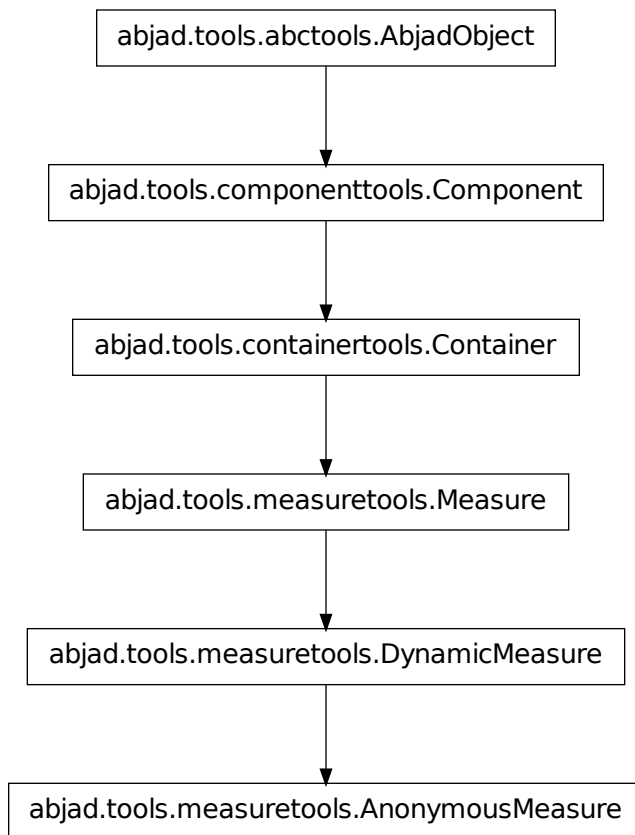 abjad.tools.abctools.AbjadObject
abjad.tools.componenttools.Component
abjad.tools.containertools.Container
abjad.tools.measuretools.Measure
abjad.tools.measuretools.DynamicMeasure
abjad.tools.measuretools.AnonymousMeasure